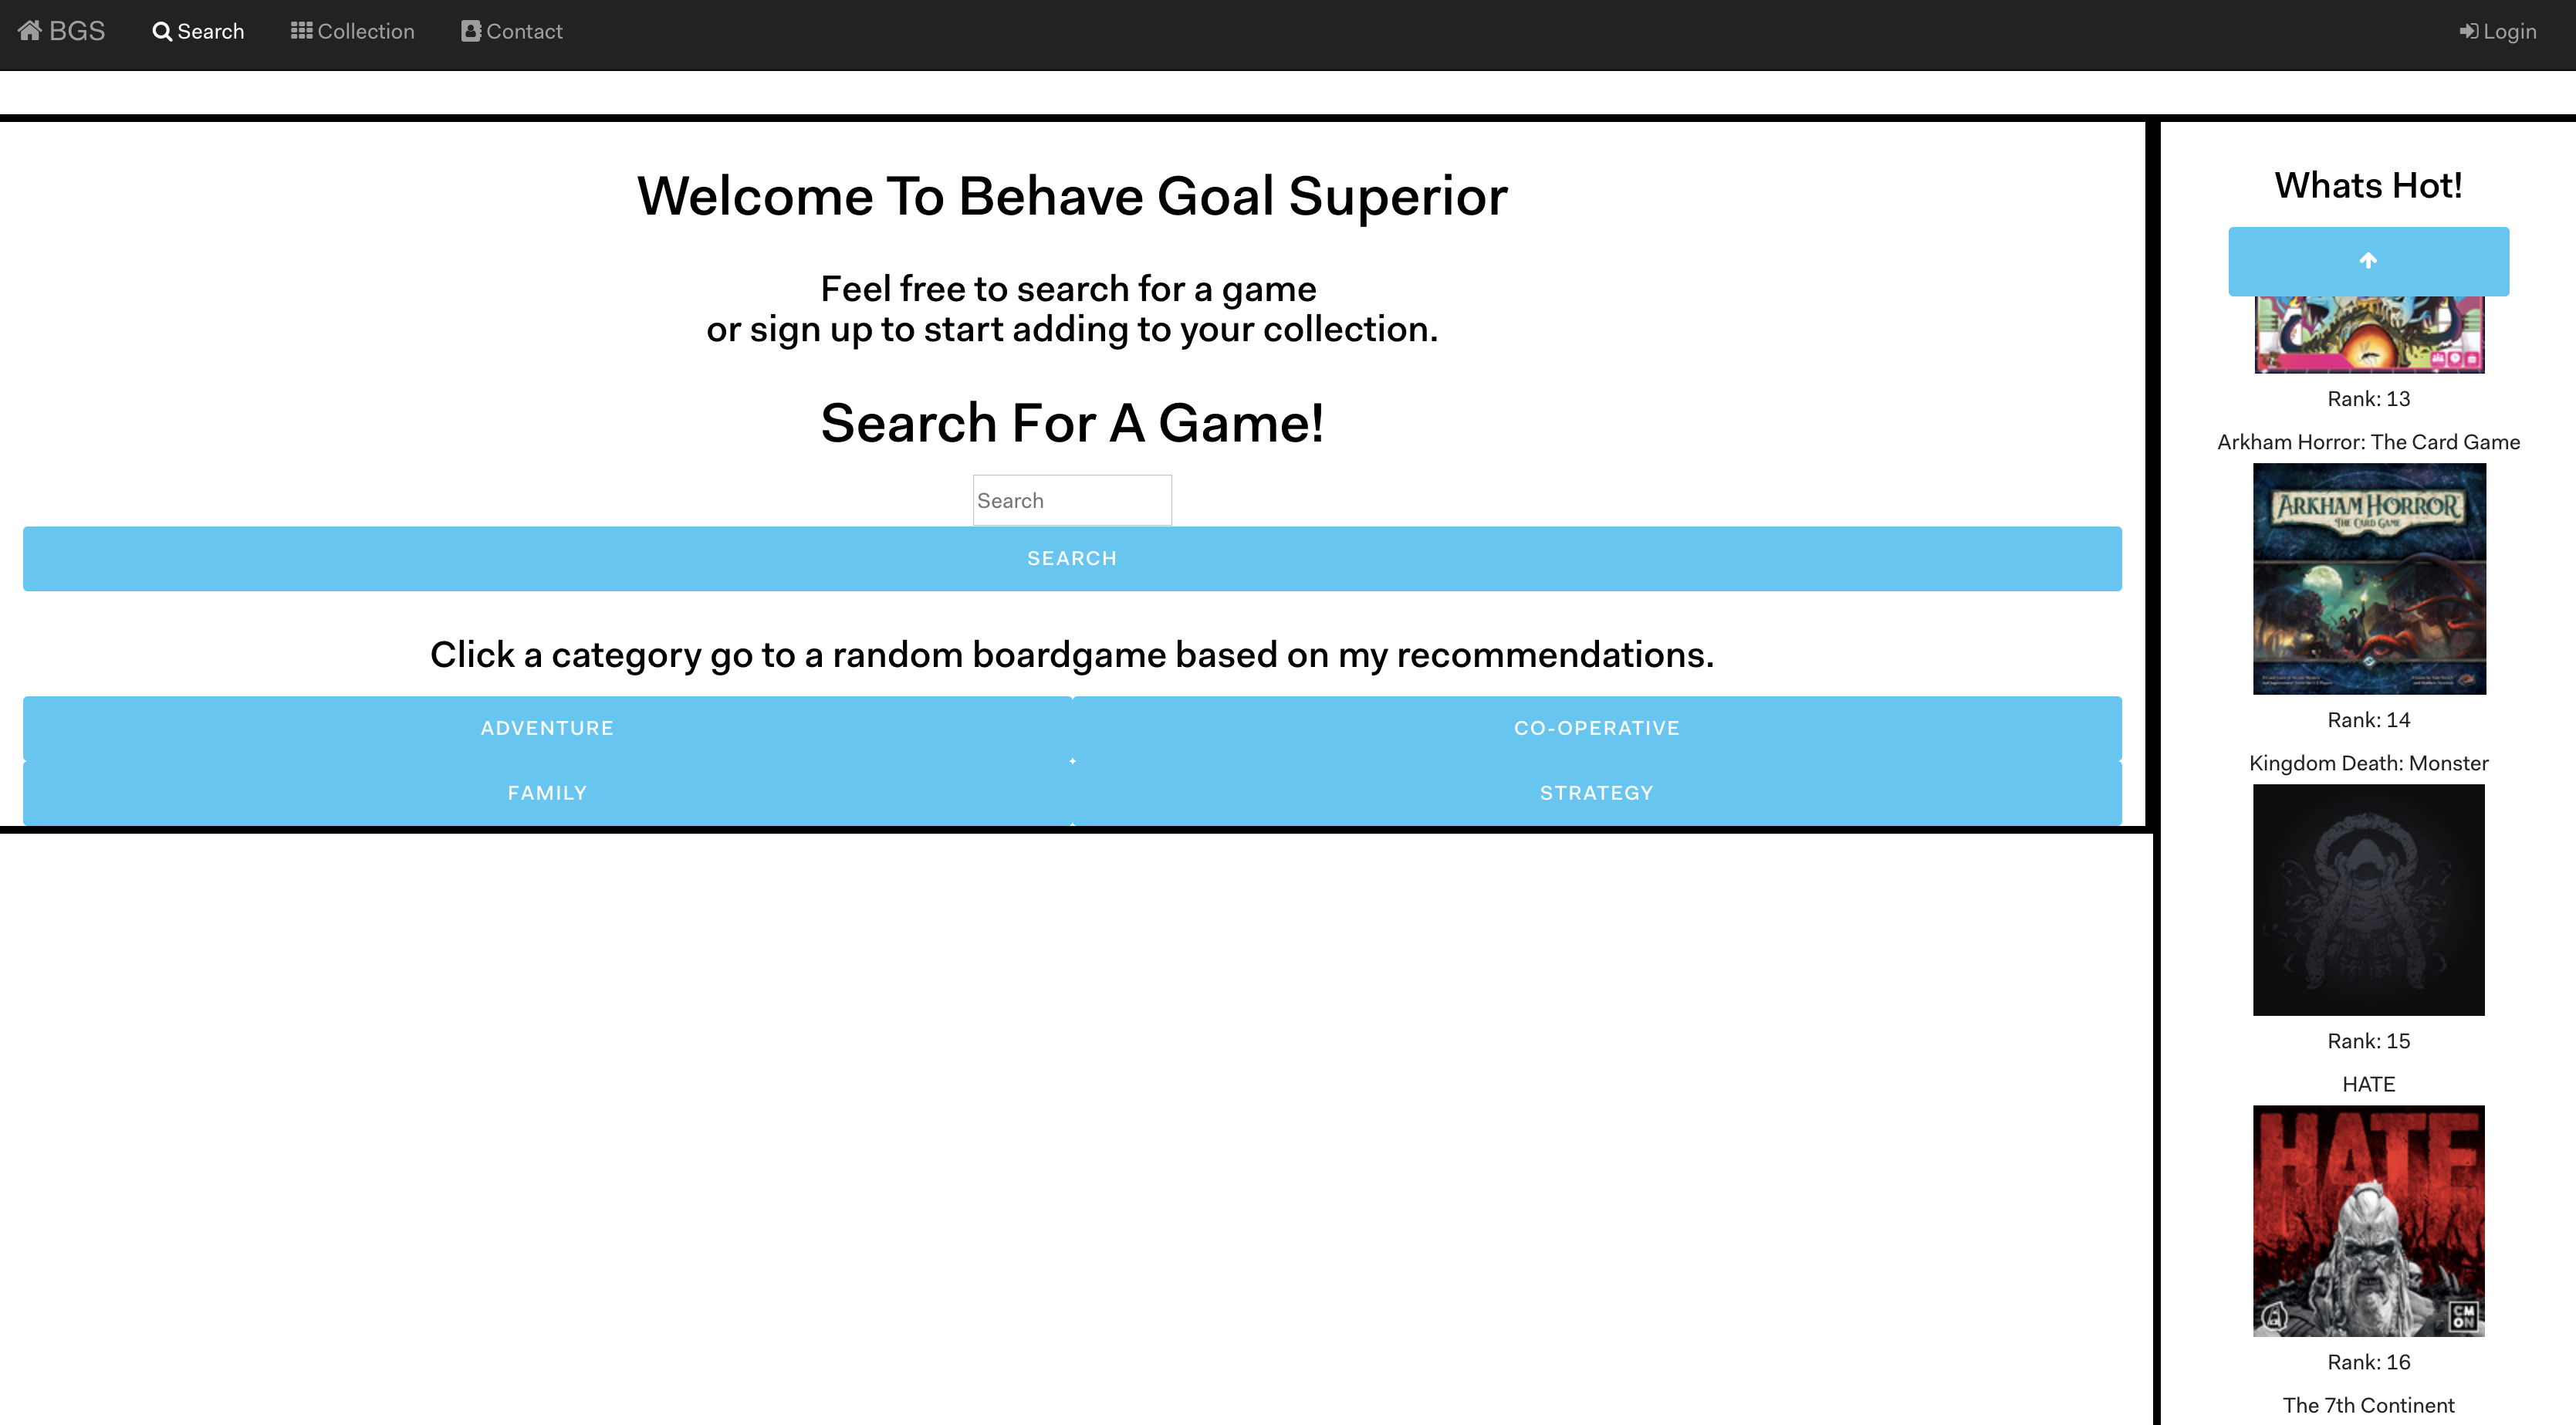 BGS
Search
Collection
Contact
Login
Welcome To Behave Goal Superior
Feel free to search for a game
or sign up to start adding to your collection.
Search For A Game!
Search
SEARCH
Click a category go to a random boardgame based on my recommendations.
ADVENTURE
CO-OPERATIVE
FAMILY
STRATEGY
Whats Hot!
Rank: 13
Arkham Horror: The Card Game
ARKHAM HORROR
THE CARD GAME
Rank: 14
Kingdom Death: Monster
Rank: 15
HATE
HATE
CM
ON
Rank: 16
The 7th Continent